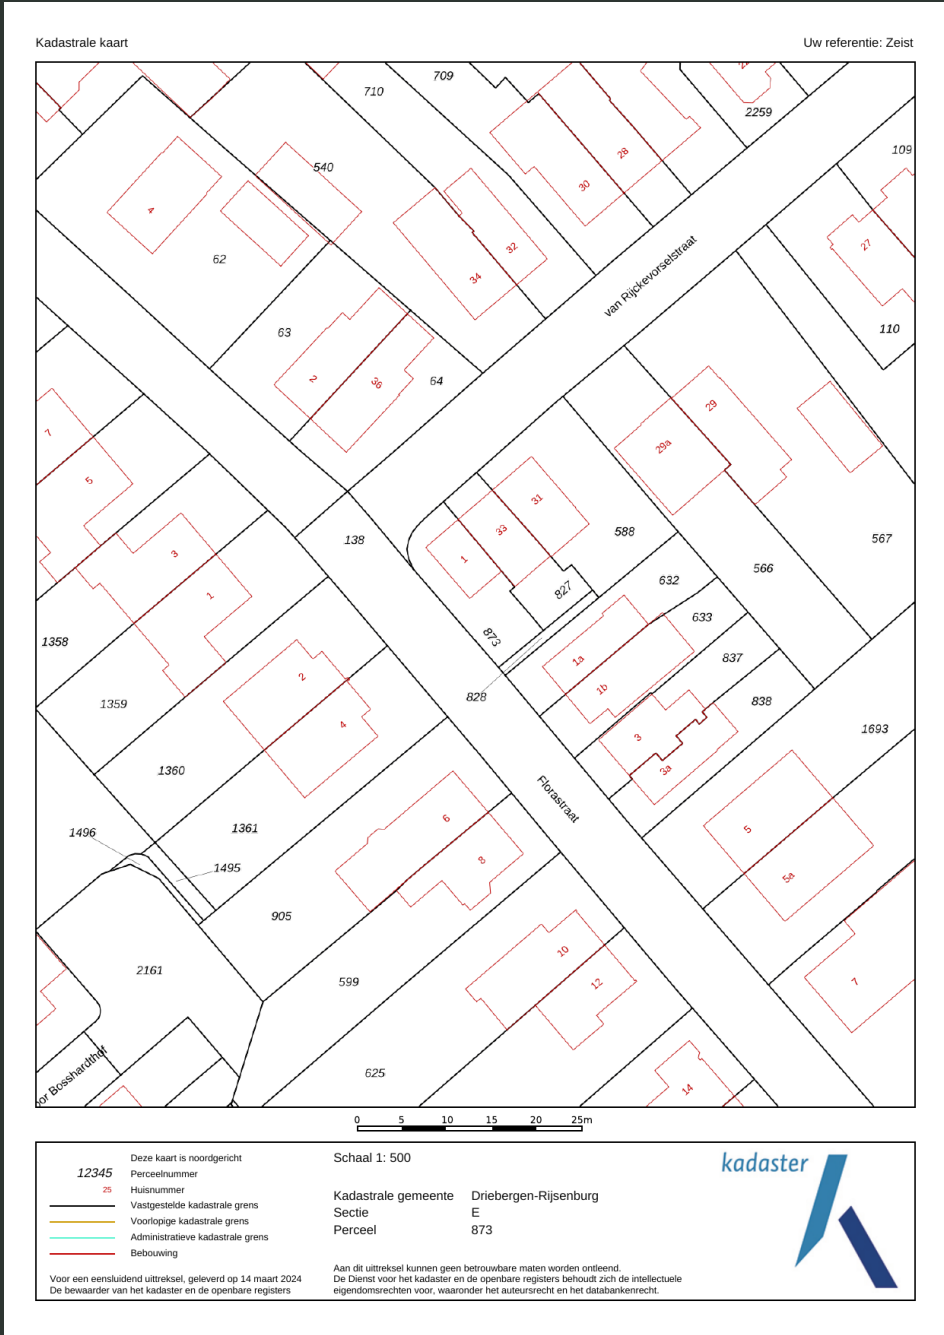 Kadastrale kaart
Uw referentie: Zeist
709
710
2259
109
540
28
30
4
62
32
34
27
van Rijckevorselstraat
110
63
2
36
64
7
5
29
29a
3
1
138
31
33
1
588
567
566
827
632
633
873
1358
1359
2
4
1a
1b
828
837
838
3
3a
1693
1360
Florastraat
1361
1496
1495
6
8
5
5a
905
2161
599
10
12
7
625
14
oor Bosshardthof
0 5 10 15 20 25m
Deze kaart is noordgericht
12345 Perceelnummer
25 Huisnummer
Vastgestelde kadastrale grens
Voorlopige kadastrale grens
Administratieve kadastrale grens
Bebouwing
Voor een eensluidend uittreksel, geleverd op 14 maart 2024
De bewaarder van het kadaster en de openbare registers
Schaal 1: 500
Kadastrale gemeente Driebergen-Rijsenburg
Sectie E
Perceel 873
Aan dit uittreksel kunnen geen betrouwbare maten worden ontleend.
De Dienst voor het kadaster en de openbare registers behoudt zich de intellectuele
eigendomsrechten voor, waaronder het auteursrecht en het databankenrecht.
kadaster